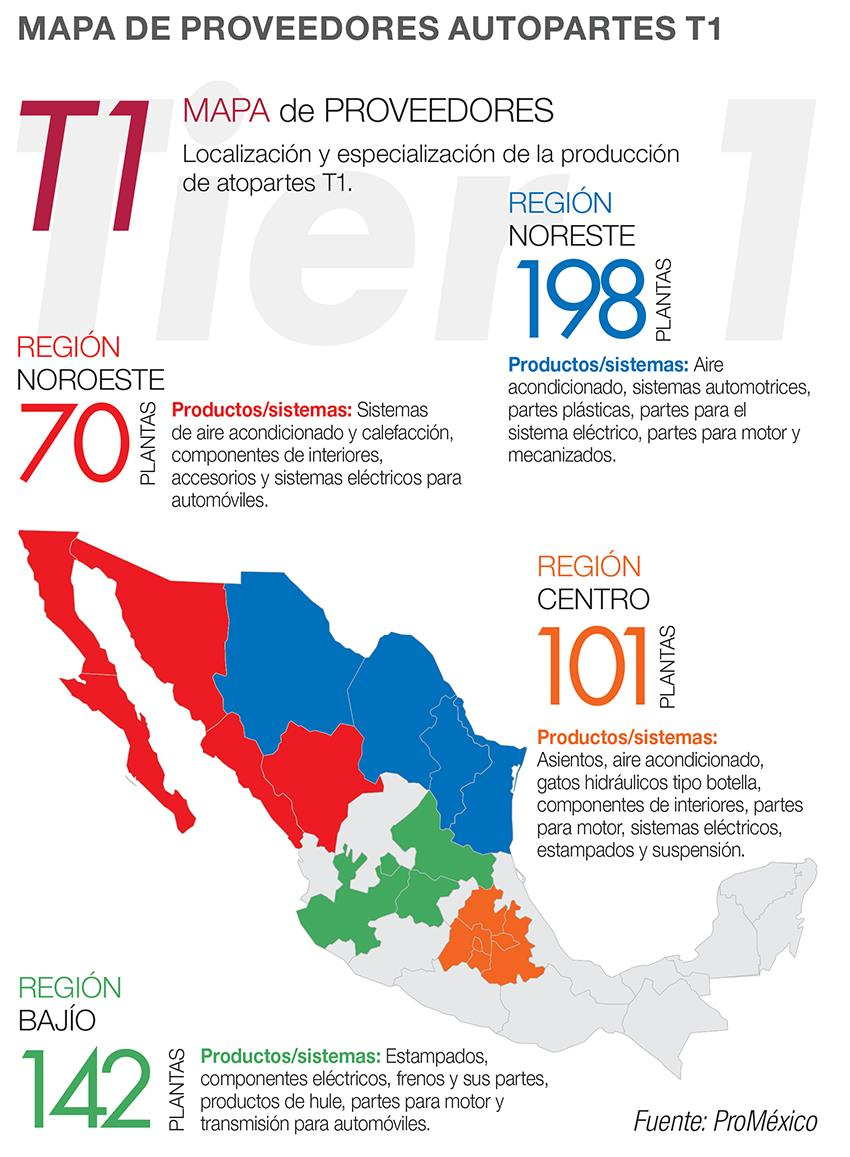 MAPA DE PROVEEDORES AUTOPARTES T1
Tier 1
T1
MAPA de PROVEEDORES
Localización y especialización de la producción
de atopartes T1.
REGIÓN
NORESTE
198
PLANTAS
Productos/sistemas: Aire
acondicionado, sistemas automotrices,
partes plásticas, partes para el
sistema eléctrico, partes para motor y
mecanizados.
REGIÓN
NOROESTE
70
PLANTAS
Productos/sistemas: Sistemas
de aire acondicionado y calefacción,
componentes de interiores,
accesorios y sistemas eléctricos para
automóviles.
REGIÓN
CENTRO
101
PLANTAS
Productos/sistemas:
Asientos, aire acondicionado,
gatos hidráulicos tipo botella,
componentes de interiores, partes
para motor, sistemas eléctricos,
estampados y suspensión.
REGIÓN
BAJÍO
142
PLANTAS
Productos/sistemas: Estampados,
componentes eléctricos, frenos y sus partes,
productos de hule, partes para motor y
transmisión para automóviles.
Fuente: ProMéxico